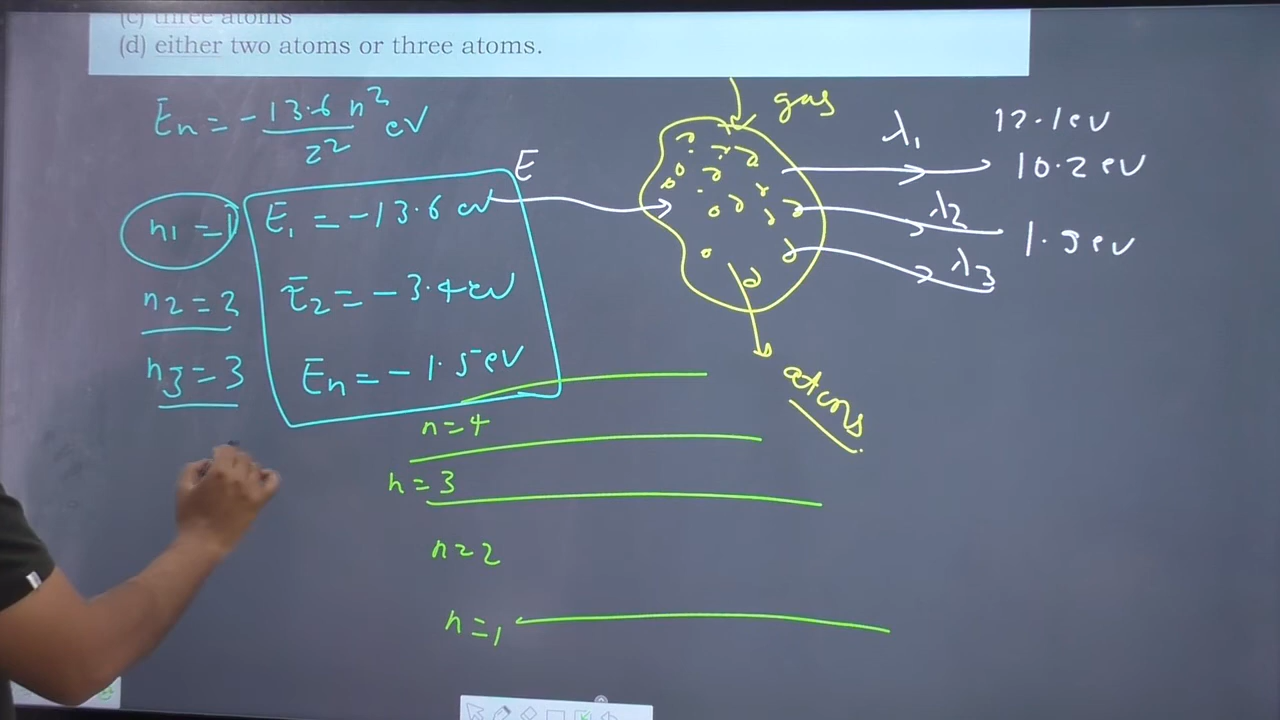 (c) three atoms
(d) either two atoms or three atoms.
En = -13.6 n² / z² eV
gas
λ₁
12.1 eV
10.2 eV
E
n₁ = 1
E₁ = -13.6 eV
λ₂
1.9 eV
λ₃
n₂ = 2
E₂ = -3.4 eV
n₃ = 3
En = -1.5 eV
atoms
n = 4
n = 3
n = 2
n = 1